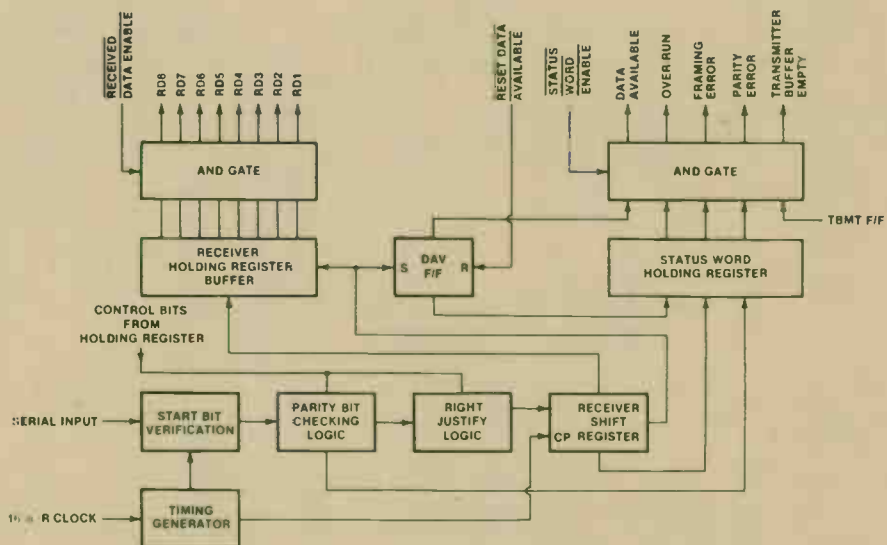 RECEIVED
DATA ENABLE
RD8
RD7
RD6
RD5
RD4
RD3
RD2
RD1
RESET DATA
AVAILABLE
STATUS
WORD
ENABLE
DATA
AVAILABLE
OVER-RUN
FRAMING
ERROR
PARITY
ERROR
TRANSMITTER
BUFFER
EMPTY
AND GATE
AND GATE
TBMT F/F
RECEIVER
HOLDING REGISTER
BUFFER
S
DAV
F/F
R
STATUS WORD
HOLDING REGISTER
CONTROL BITS
FROM
HOLDING REGISTER
SERIAL INPUT
START BIT
VERIFICATION
PARITY BIT
CHECKING
LOGIC
RIGHT
JUSTIFY
LOGIC
RECEIVER
SHIFT
CP REGISTER
R CLOCK
TIMING
GENERATOR